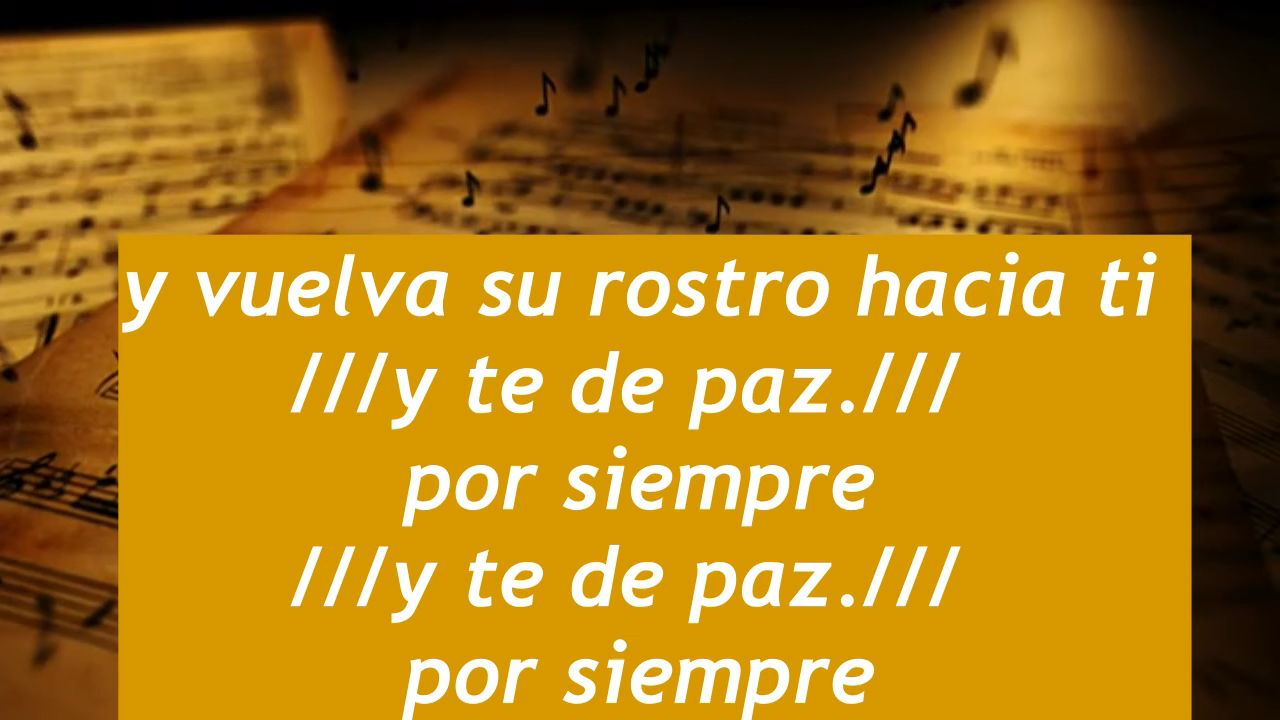 y vuelva su rostro hacia ti
///y te de paz.///
por siempre
///y te de paz.///
por siempre